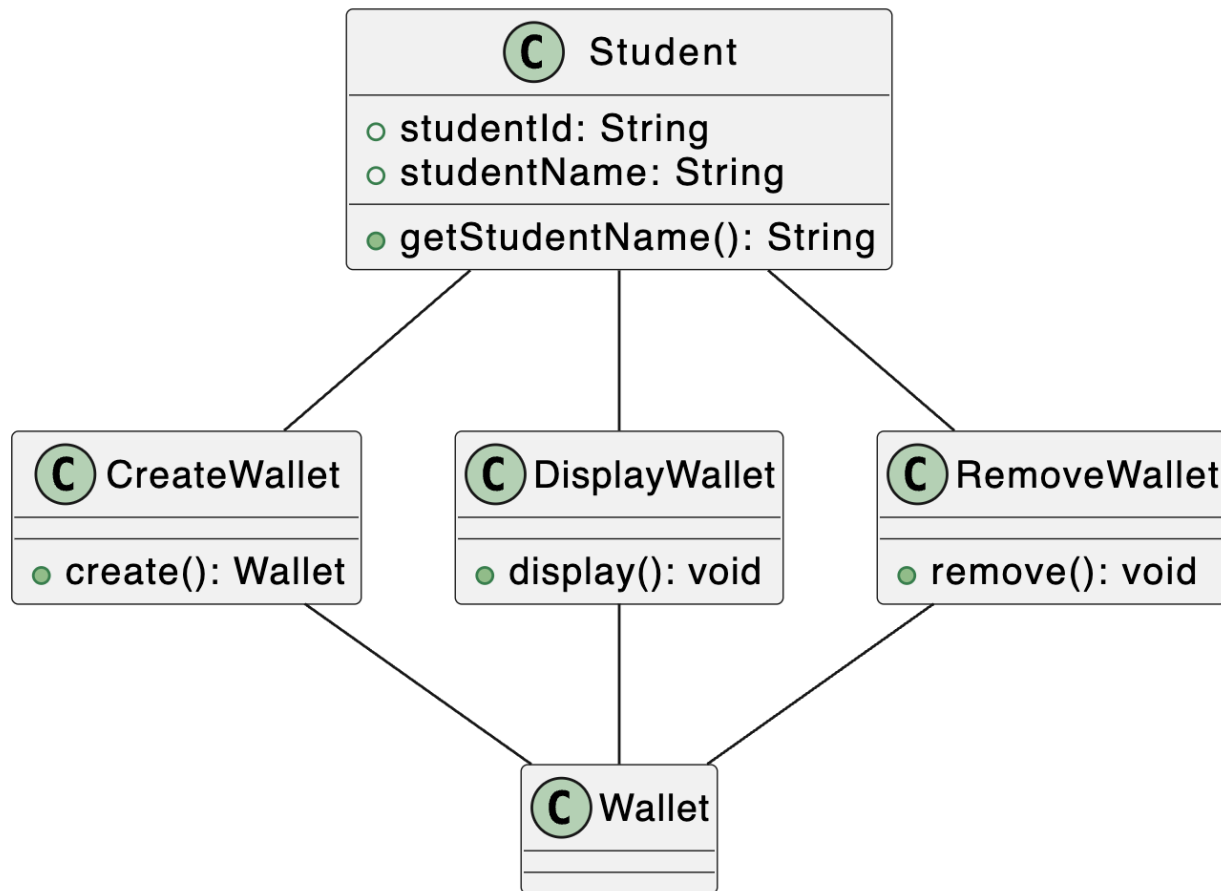 C Student
studentId: String
studentName: String
getStudentName(): String
C CreateWallet
create(): Wallet
C DisplayWallet
display(): void
C RemoveWallet
remove(): void
C Wallet